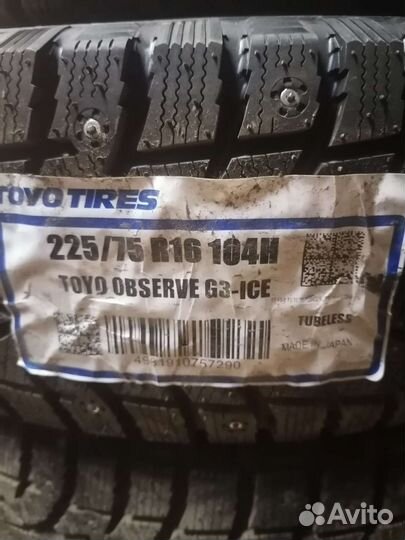 TOYO TIRES
225/75 R16 104H
TOYO OBSERVE G3-ICE
TUBELESS
4981910757290
MADE IN JAPAN
Avito